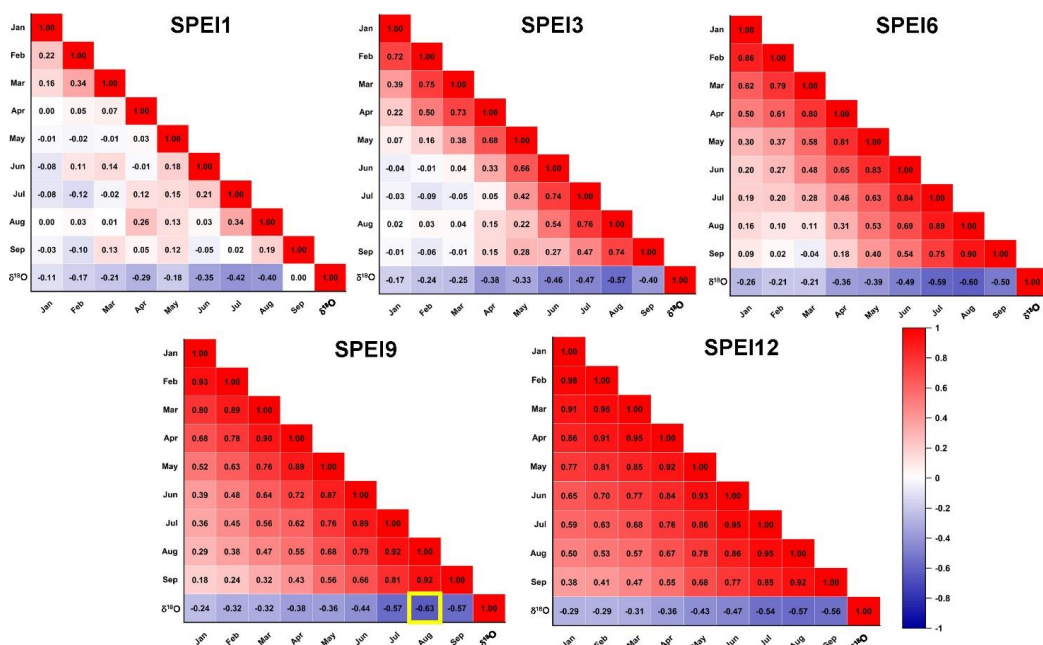 SPEI1
Jan 1.00
Feb 0.22 1.00
Mar 0.16 0.34 1.00
Apr 0.00 0.05 0.07 1.00
May -0.01 -0.02 -0.01 0.03 1.00
Jun -0.08 0.11 0.14 -0.01 0.18 1.00
Jul -0.08 -0.12 -0.02 0.12 0.15 0.21 1.00
Aug 0.00 0.03 0.01 0.26 0.13 0.03 0.34 1.00
Sep -0.03 -0.10 0.13 0.05 0.12 -0.05 0.02 0.19 1.00
δ¹⁸O -0.11 -0.17 -0.21 -0.29 -0.18 -0.35 -0.42 -0.40 0.00 1.00
Jan Feb Mar Apr May Jun Jul Aug Sep δ¹⁸O
SPEI3
Jan 1.00
Feb 0.72 1.00
Mar 0.39 0.75 1.00
Apr 0.22 0.50 0.73 1.00
May 0.07 0.16 0.38 0.68 1.00
Jun -0.04 -0.01 0.04 0.33 0.66 1.00
Jul -0.03 -0.09 -0.05 0.05 0.42 0.74 1.00
Aug 0.02 0.03 0.04 0.15 0.22 0.54 0.76 1.00
Sep -0.01 -0.06 -0.01 0.15 0.28 0.27 0.47 0.74 1.00
δ¹⁸O -0.17 -0.24 -0.25 -0.38 -0.33 -0.46 -0.47 -0.57 -0.40 1.00
Jan Feb Mar Apr May Jun Jul Aug Sep δ¹⁸O
SPEI6
Jan 1.00
Feb 0.86 1.00
Mar 0.62 0.79 1.00
Apr 0.50 0.61 0.80 1.00
May 0.30 0.37 0.58 0.81 1.00
Jun 0.20 0.27 0.48 0.65 0.83 1.00
Jul 0.19 0.20 0.28 0.46 0.63 0.84 1.00
Aug 0.16 0.10 0.11 0.31 0.53 0.69 0.89 1.00
Sep 0.09 0.02 -0.04 0.18 0.40 0.54 0.75 0.90 1.00
δ¹⁸O -0.26 -0.21 -0.21 -0.36 -0.39 -0.49 -0.59 -0.60 -0.50 1.00
Jan Feb Mar Apr May Jun Jul Aug Sep δ¹⁸O
SPEI9
Jan 1.00
Feb 0.93 1.00
Mar 0.80 0.89 1.00
Apr 0.68 0.78 0.90 1.00
May 0.52 0.63 0.76 0.89 1.00
Jun 0.39 0.48 0.64 0.72 0.87 1.00
Jul 0.36 0.45 0.56 0.62 0.76 0.89 1.00
Aug 0.29 0.38 0.47 0.55 0.68 0.79 0.92 1.00
Sep 0.18 0.24 0.32 0.43 0.56 0.66 0.81 0.92 1.00
δ¹⁸O -0.24 -0.32 -0.32 -0.38 -0.36 -0.44 -0.57 -0.63 -0.57 1.00
Jan Feb Mar Apr May Jun Jul Aug Sep δ¹⁸O
SPEI12
Jan 1.00
Feb 0.98 1.00
Mar 0.91 0.95 1.00
Apr 0.86 0.91 0.95 1.00
May 0.77 0.81 0.85 0.92 1.00
Jun 0.65 0.70 0.77 0.84 0.93 1.00
Jul 0.59 0.63 0.68 0.76 0.86 0.95 1.00
Aug 0.50 0.53 0.57 0.67 0.78 0.86 0.95 1.00
Sep 0.38 0.41 0.47 0.55 0.68 0.77 0.85 0.92 1.00
δ¹⁸O -0.29 -0.29 -0.31 -0.36 -0.43 -0.47 -0.54 -0.57 -0.56 1.00
Jan Feb Mar Apr May Jun Jul Aug Sep δ¹⁸O
1
0.8
0.6
0.4
0.2
0
-0.2
-0.4
-0.6
-0.8
-1